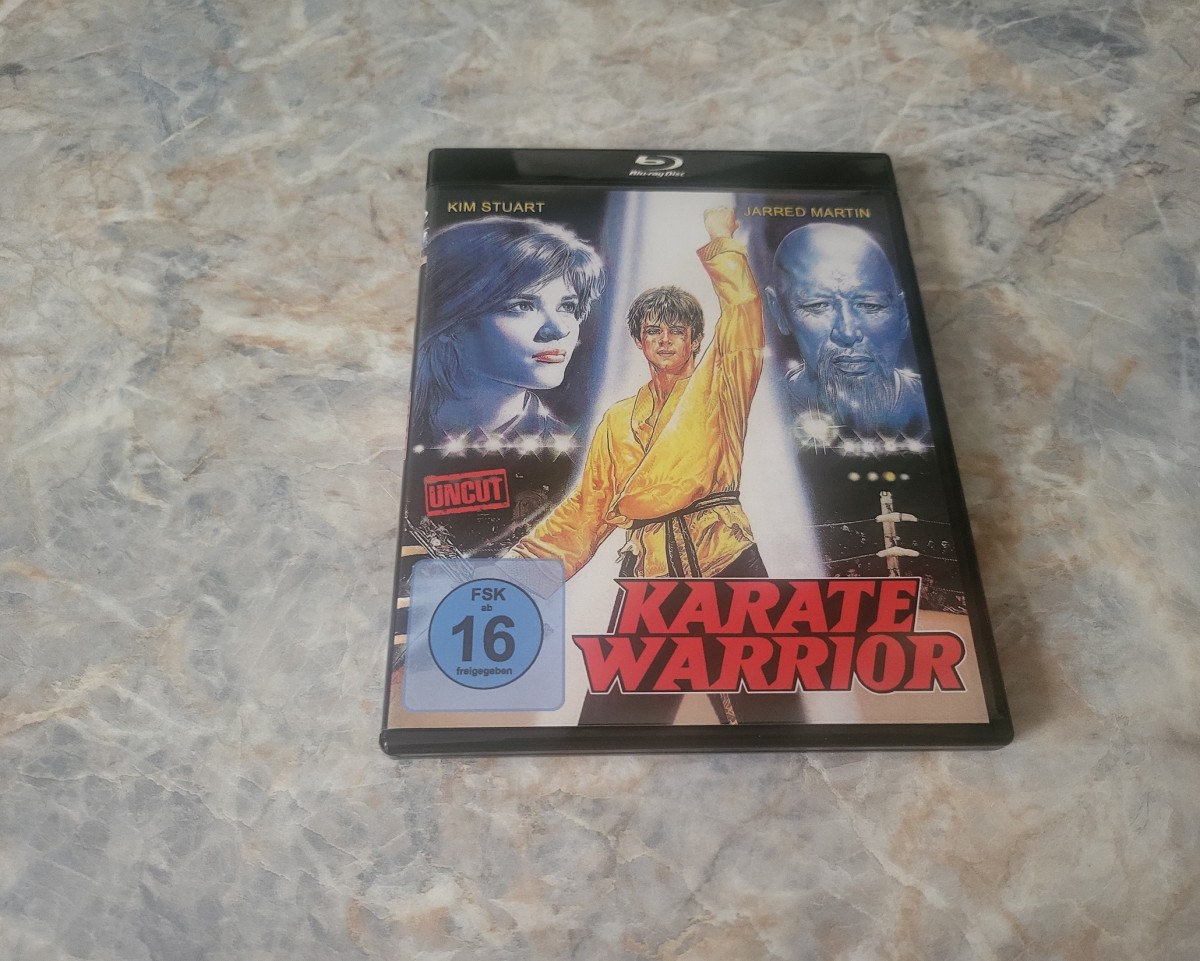 Blu-ray Disc
KIM STUART
JARRED MARTIN
UNCUT
FSK
ab
16
freigegeben
KARATE
WARRIOR